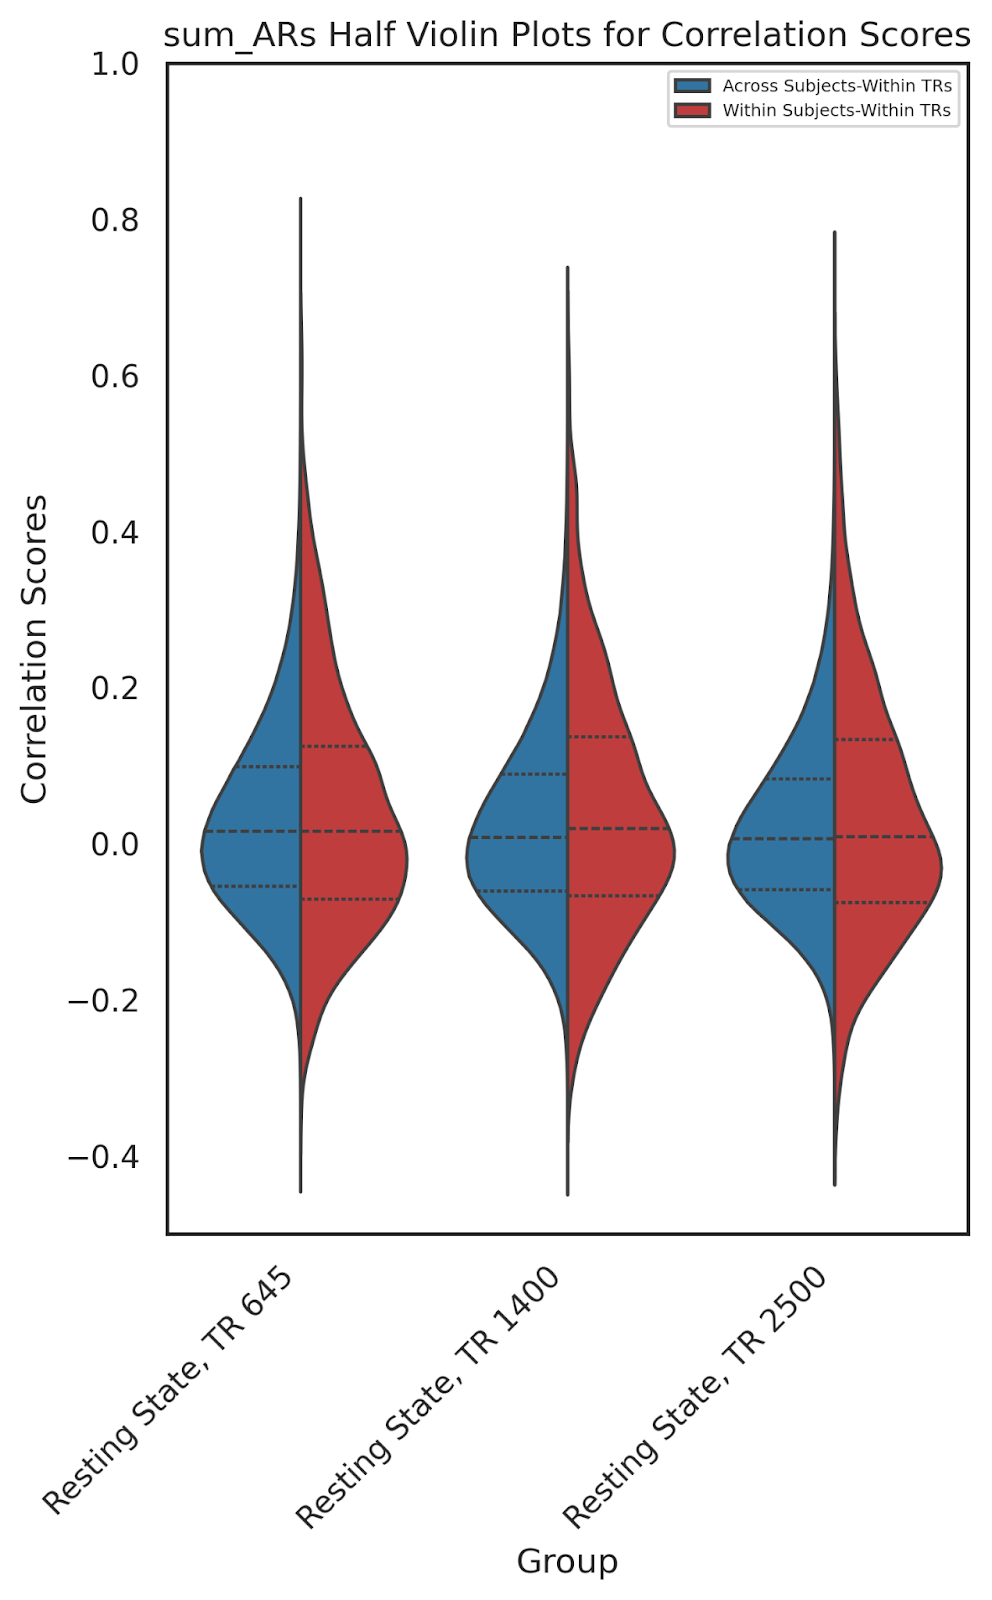 sum_ARs Half Violin Plots for Correlation Scores
Across Subjects-Within TRs
Within Subjects-Within TRs
1.0
0.8
0.6
0.4
0.2
0.0
−0.2
−0.4
Correlation Scores
Resting State, TR 645
Resting State, TR 1400
Resting State, TR 2500
Group